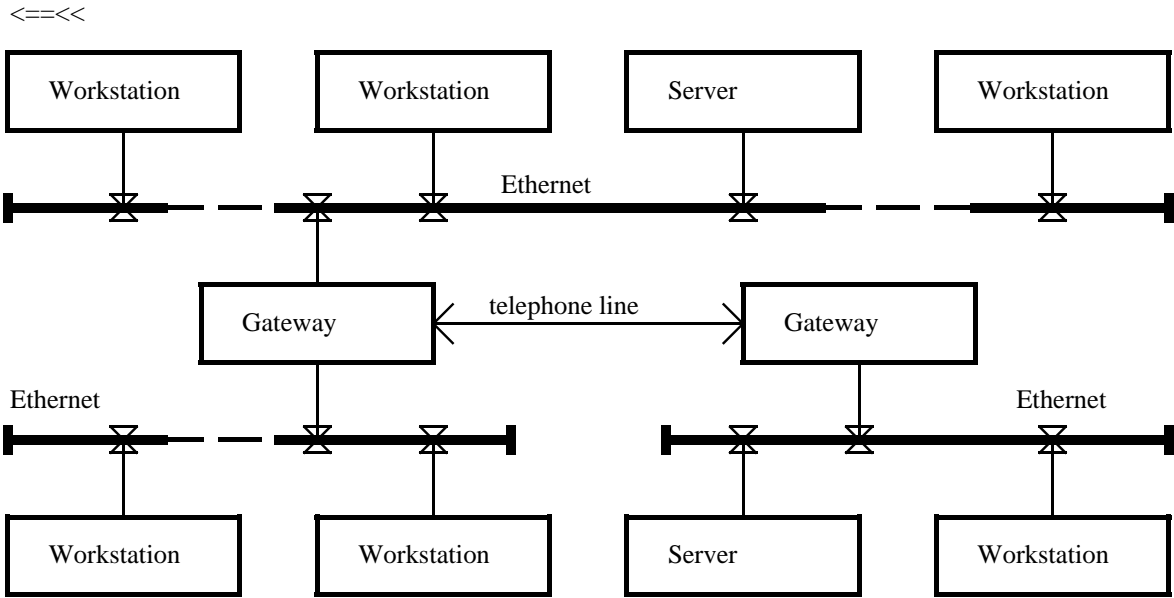 <==<<
Workstation
Workstation
Server
Workstation
Ethernet
telephone line
Gateway
Gateway
Ethernet
Ethernet
Workstation
Workstation
Server
Workstation